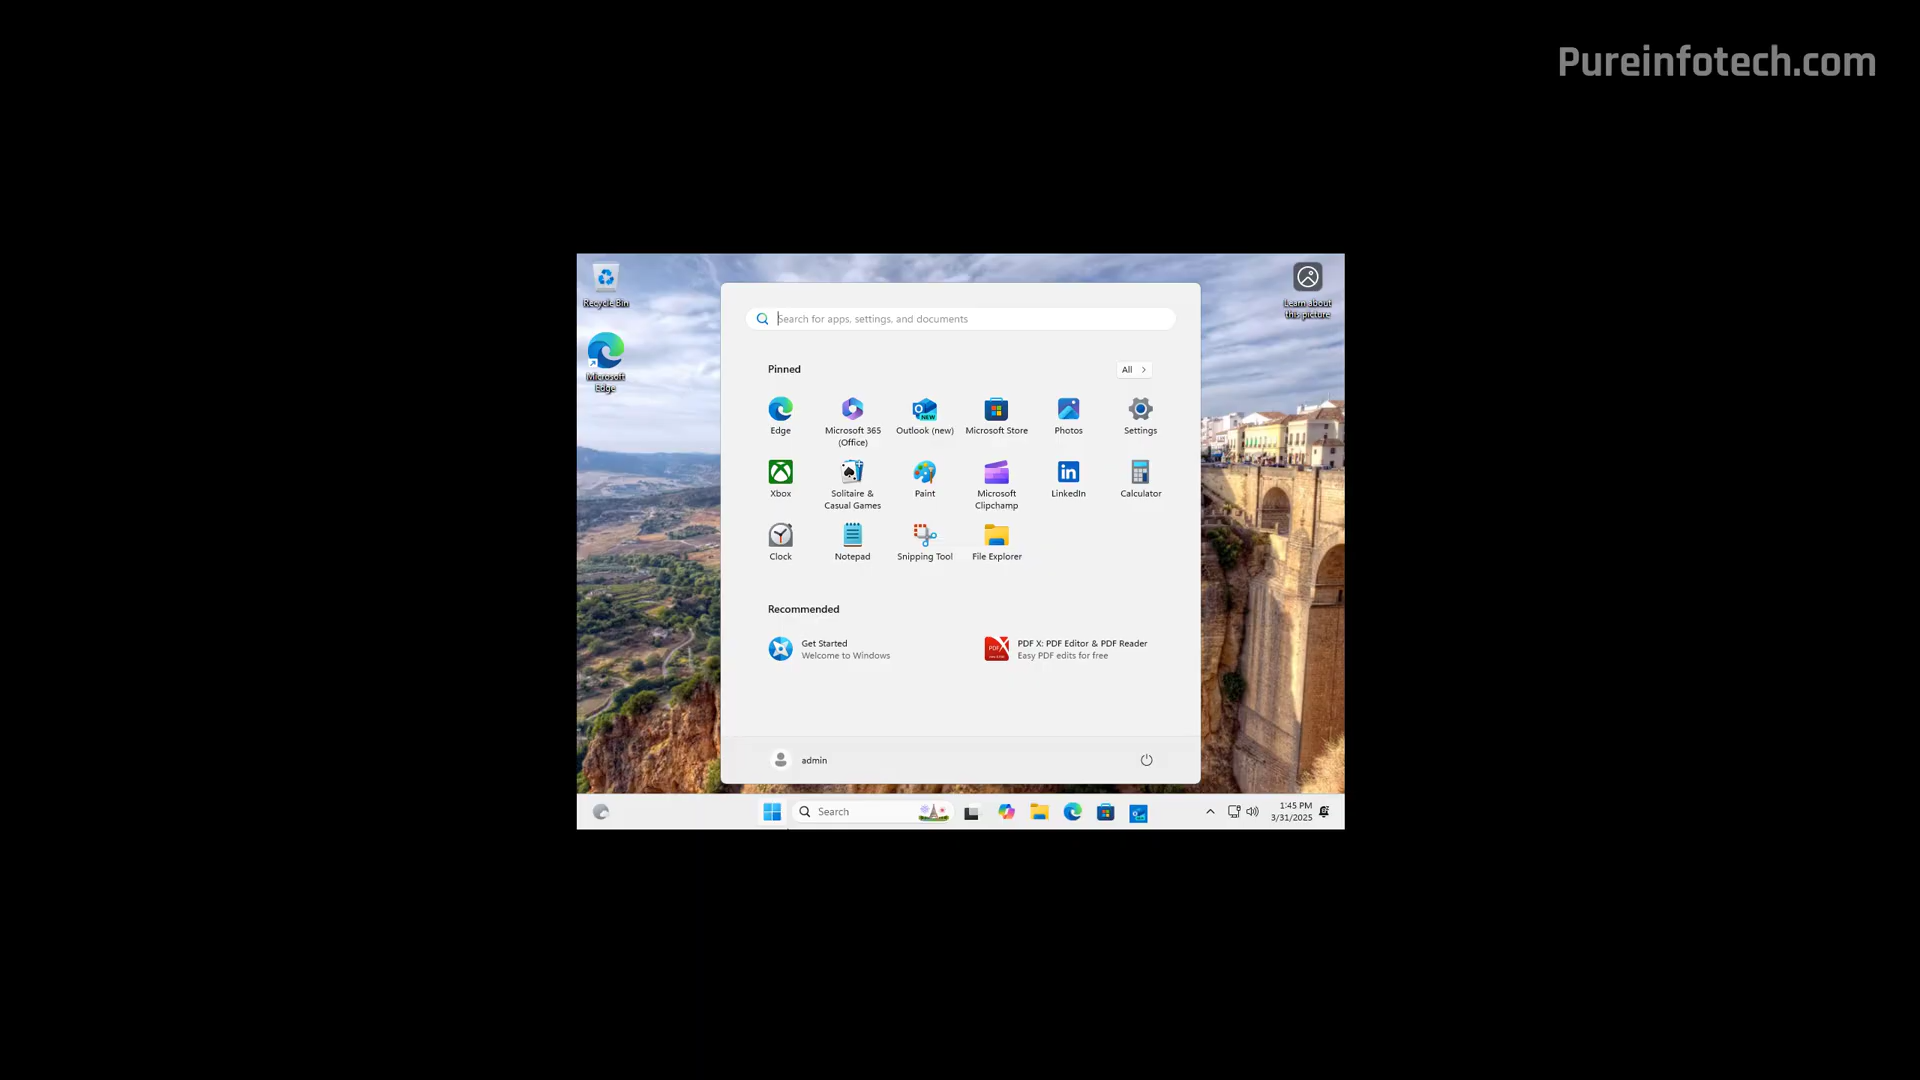 Pureinfotech.com
Recycle Bin
Learn about
this picture
Microsoft
Edge
Search for apps, settings, and documents
Pinned
All
Edge
Microsoft 365
(Office)
Outlook (new)
Microsoft Store
Photos
Settings
Xbox
Solitaire &
Casual Games
Paint
Microsoft
Clipchamp
LinkedIn
Calculator
Clock
Notepad
Snipping Tool
File Explorer
Recommended
Get Started
Welcome to Windows
PDF X: PDF Editor & PDF Reader
Easy PDF edits for free
admin
Search
1:45 PM
3/31/2025